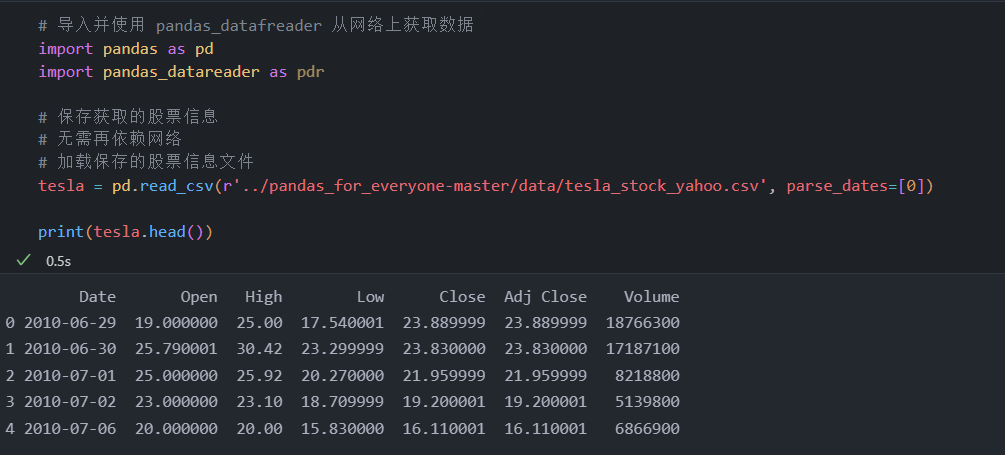 # 导入并使用 pandas_datafreader 从网络上获取数据
import pandas as pd
import pandas_datareader as pdr
# 保存获取的股票信息
# 无需再依赖网络
# 加载保存的股票信息文件
tesla = pd.read_csv(r'../pandas_for_everyone-master/data/tesla_stock_yahoo.csv', parse_dates=[0])
print(tesla.head())
0.5s
Date Open High Low Close Adj Close Volume
0 2010-06-29 19.000000 25.00 17.540001 23.889999 23.889999 18766300
1 2010-06-30 25.790001 30.42 23.299999 23.830000 23.830000 17187100
2 2010-07-01 25.000000 25.92 20.270000 21.959999 21.959999 8218800
3 2010-07-02 23.000000 23.10 18.709999 19.200001 19.200001 5139800
4 2010-07-06 20.000000 20.00 15.830000 16.110001 16.110001 6866900